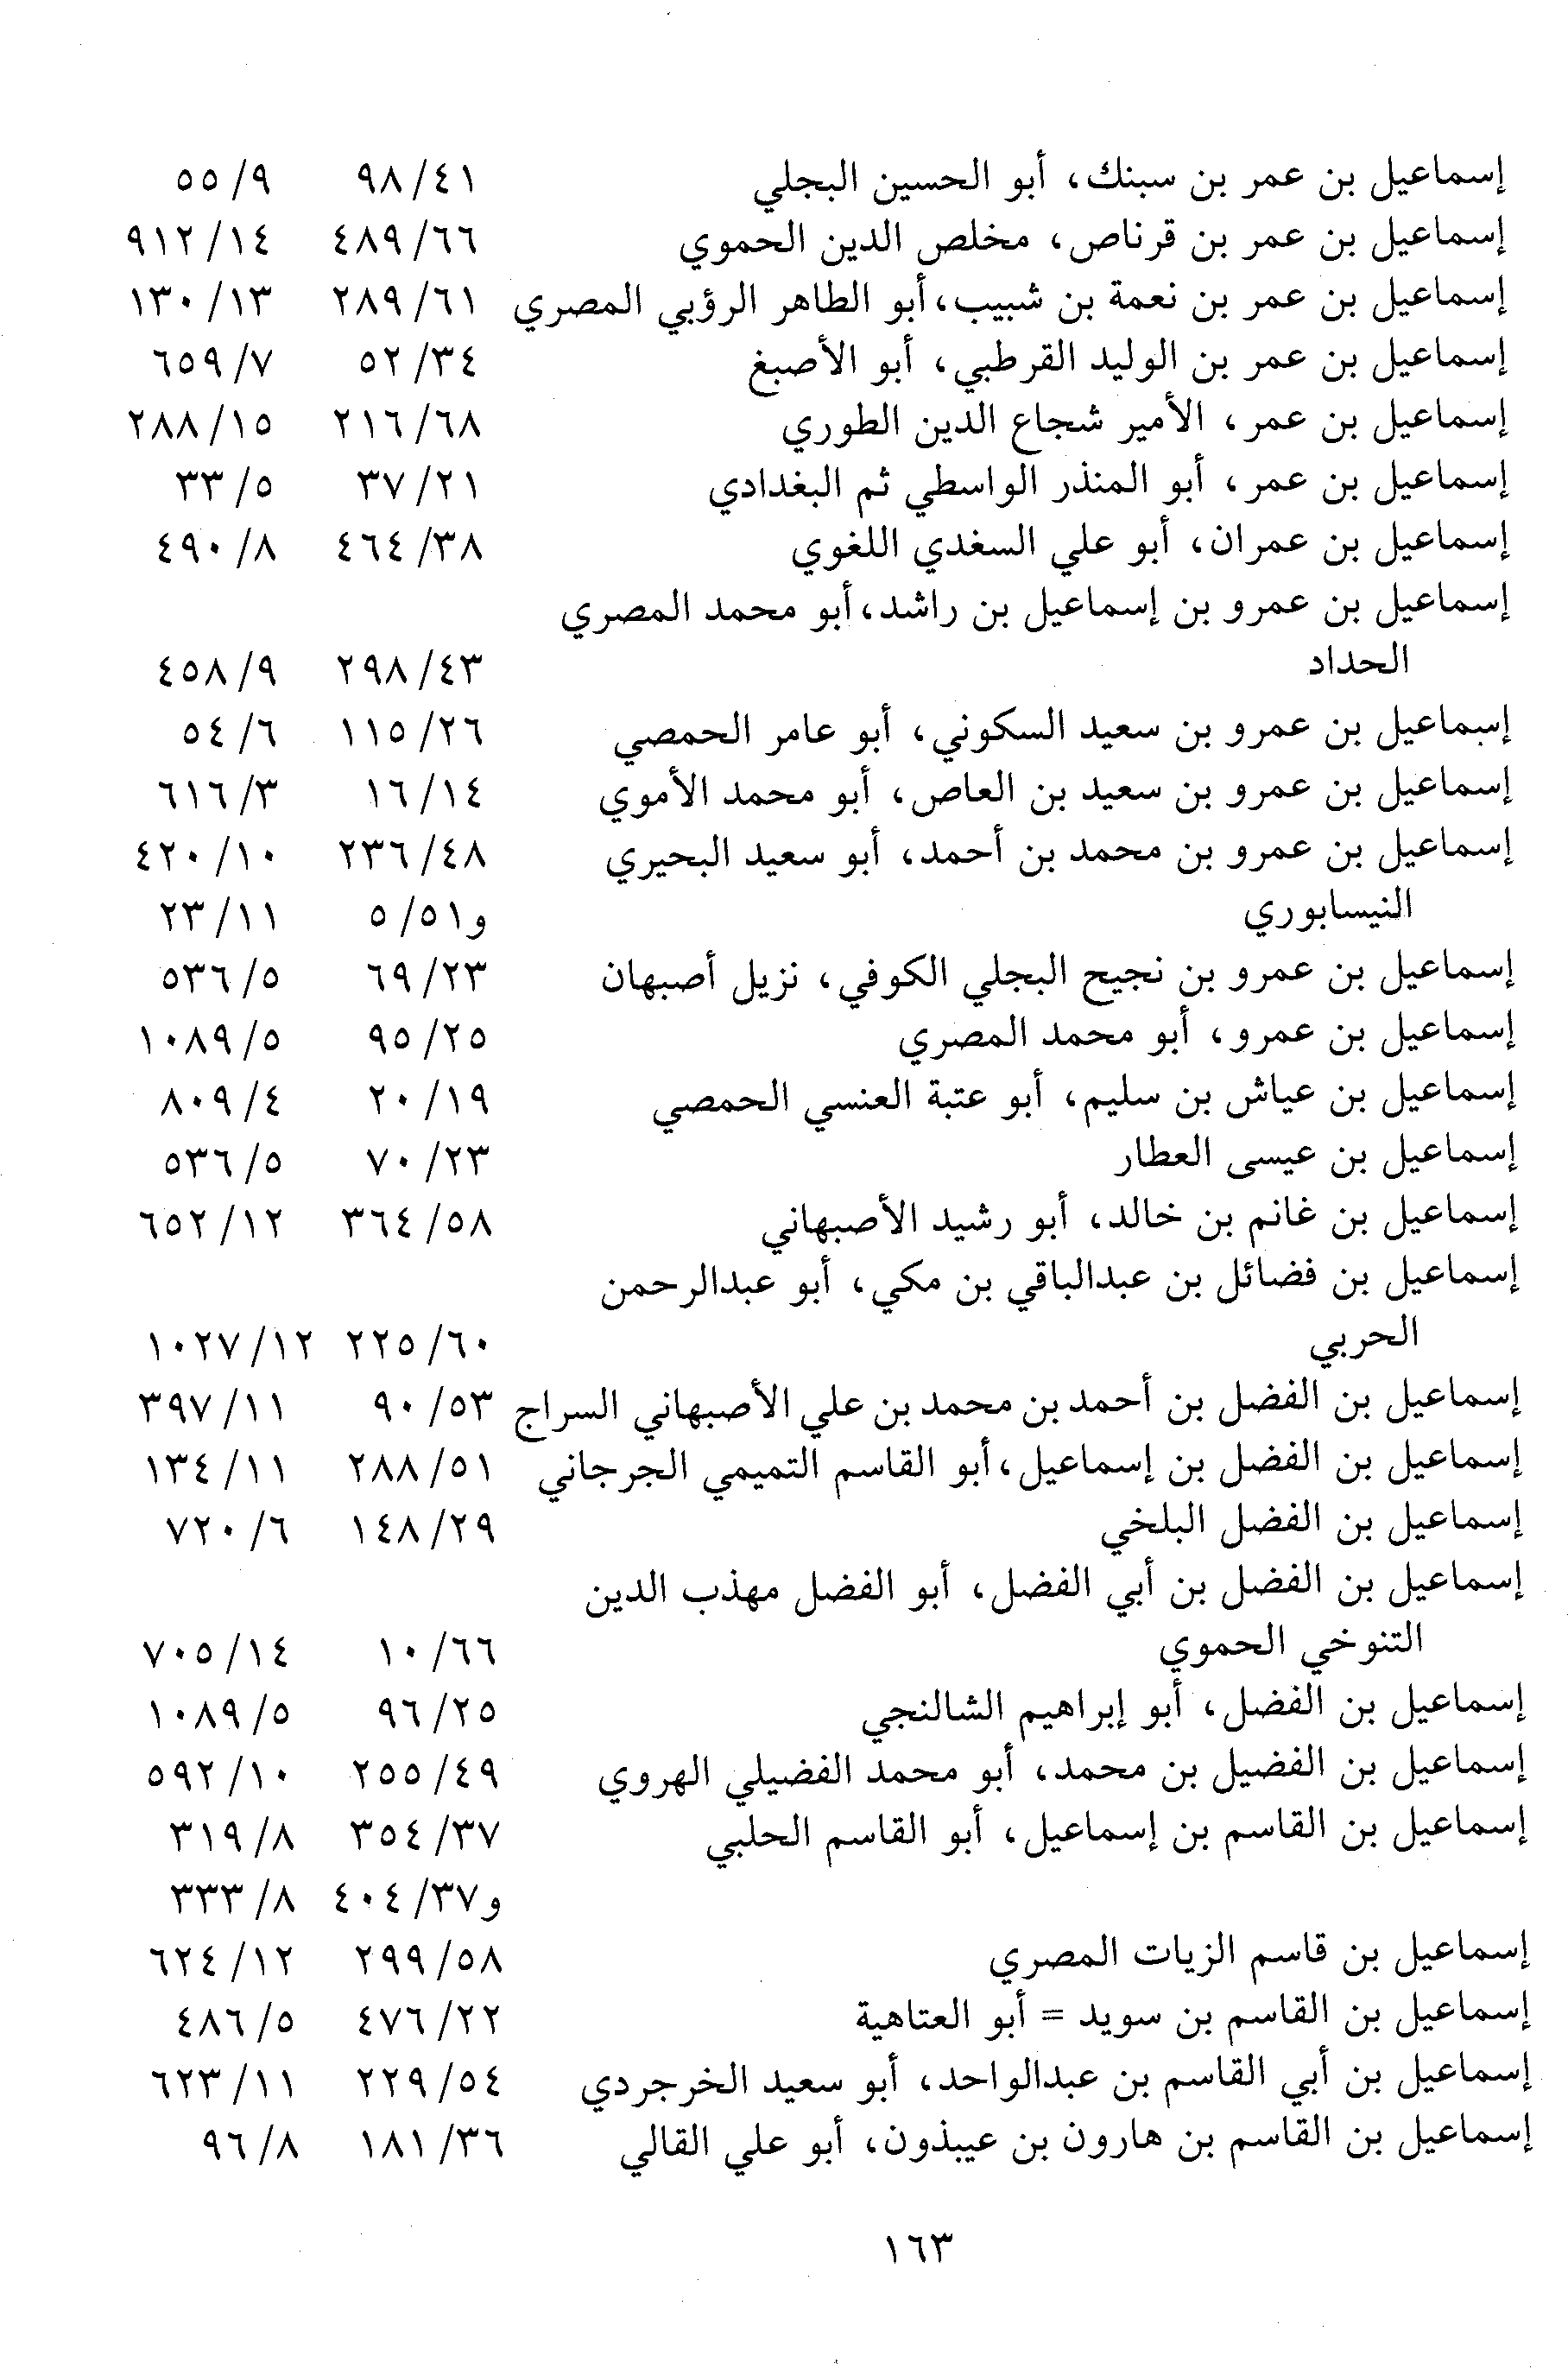 إسماعيل بن عمر بن سبنك، أبو الحسين البجلي ٩٨/٤١ ٥٥/٩
إسماعيل بن عمر بن قرناص، مخلص الدين الحموي ٤٨٩/٦٦ ٩١٢/١٤
إسماعيل بن عمر بن نعمة بن شبيب، أبو الطاهر الرؤبي المصري ٢٨٩/٦١ ١٣٠/١٣
إسماعيل بن عمر بن الوليد القرطبي، أبو الأصبغ ٥٢/٣٤ ٦٥٩/٧
إسماعيل بن عمر، الأمير شجاع الدين الطوري ٢١٦/٦٨ ٢٨٨/١٥
إسماعيل بن عمر، أبو المنذر الواسطي ثم البغدادي ٣٧/٢١ ٣٣/٥
إسماعيل بن عمران، أبو علي السغدي اللغوي ٤٦٤/٣٨ ٤٩٠/٨
إسماعيل بن عمرو بن إسماعيل بن راشد، أبو محمد المصري
الحداد ٢٩٨/٤٣ ٤٥٨/٩
إسماعيل بن عمرو بن سعيد السكوني، أبو عامر الحمصي ١١٥/٢٦ ٥٤/٦
إسماعيل بن عمرو بن سعيد بن العاص، أبو محمد الأموي ١٦/١٤ ٦١٦/٣
إسماعيل بن عمرو بن محمد بن أحمد، أبو سعيد البحيري ٢٣٦/٤٨ ٤٢٠/١٠
النيسابوري و٥/٥١ ٢٣/١١
إسماعيل بن عمرو بن نجيح البجلي الكوفي، نزيل أصبهان ٦٩/٢٣ ٥٣٦/٥
إسماعيل بن عمرو، أبو محمد المصري ٩٥/٢٥ ١٠٨٩/٥
إسماعيل بن عياش بن سليم، أبو عتبة العنسي الحمصي ٢٠/١٩ ٨٠٩/٤
إسماعيل بن عيسى العطار ٧٠/٢٣ ٥٣٦/٥
إسماعيل بن غانم بن خالد، أبو رشيد الأصبهاني ٣٦٤/٥٨ ٦٥٢/١٢
إسماعيل بن فضائل بن عبدالباقي بن مكي، أبو عبدالرحمن
الحربي ٢٢٥/٦٠ ١٠٢٧/١٢
إسماعيل بن الفضل بن أحمد بن محمد بن علي الأصبهاني السراج ٩٠/٥٣ ٣٩٧/١١
إسماعيل بن الفضل بن إسماعيل، أبو القاسم التميمي الجرجاني ٢٨٨/٥١ ١٣٤/١١
إسماعيل بن الفضل البلخي ١٤٨/٢٩ ٧٢٠/٦
إسماعيل بن الفضل بن أبي الفضل، أبو الفضل مهذب الدين
التنوخي الحموي ١٠/٦٦ ٧٠٥/١٤
إسماعيل بن الفضل، أبو إبراهيم الشالنجي ٩٦/٢٥ ١٠٨٩/٥
إسماعيل بن الفضيل بن محمد، أبو محمد الفضيلي الهروي ٢٥٥/٤٩ ٥٩٢/١٠
إسماعيل بن القاسم بن إسماعيل، أبو القاسم الحلبي ٣٥٤/٣٧ ٣١٩/٨
و٤٠٤/٣٧ ٣٣٣/٨
إسماعيل بن قاسم الزيات المصري ٢٩٩/٥٨ ٦٢٤/١٢
إسماعيل بن القاسم بن سويد = أبو العتاهية ٤٧٦/٢٢ ٤٨٦/٥
إسماعيل بن أبي القاسم بن عبدالواحد، أبو سعيد الخرجردي ٢٢٩/٥٤ ٦٢٣/١١
إسماعيل بن القاسم بن هارون بن عيبذون، أبو علي القالي ١٨١/٣٦ ٩٦/٨
١٦٣